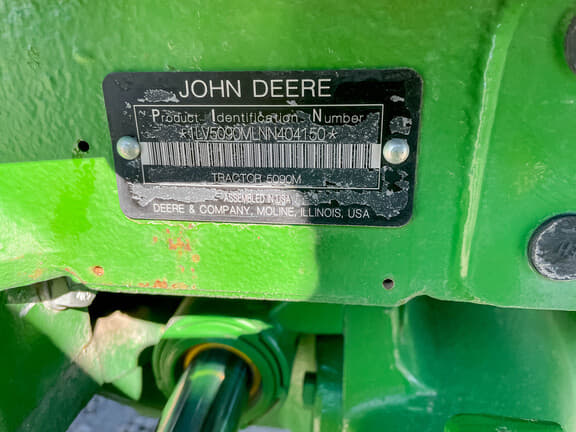 JOHN DEERE
Product Identification Number
*1LV5090MLNN404150*
TRACTOR 5090M
ASSEMBLED IN USA
DEERE & COMPANY, MOLINE, ILLINOIS, USA